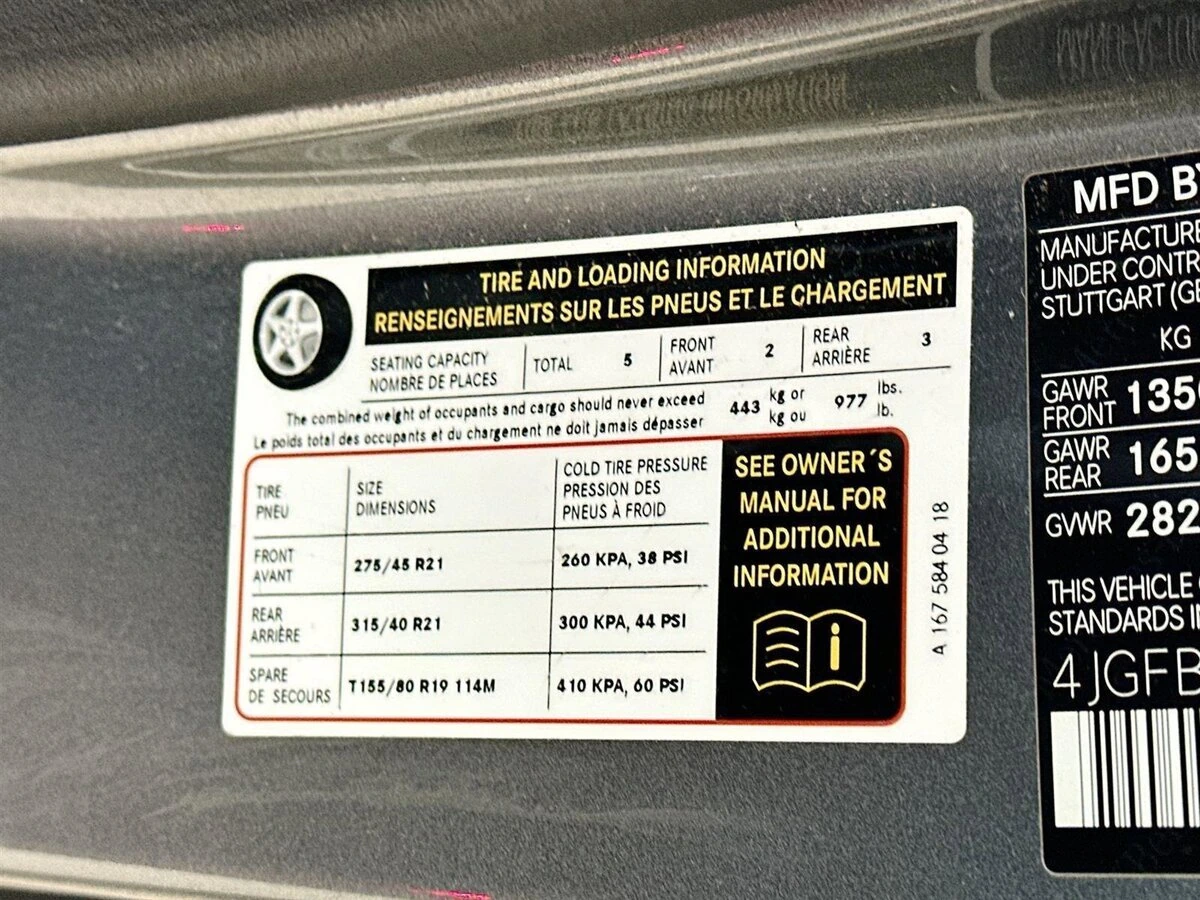 TIRE AND LOADING INFORMATION
RENSEIGNEMENTS SUR LES PNEUS ET LE CHARGEMENT
SEATING CAPACITY
NOMBRE DE PLACES
TOTAL 5
FRONT
AVANT
2
REAR
ARRIÈRE
3
The combined weight of occupants and cargo should never exceed
Le poids total des occupants et du chargement ne doit jamais dépasser
443 kg or
kg ou
977 lbs.
lb.
TIRE
PNEU
SIZE
DIMENSIONS
COLD TIRE PRESSURE
PRESSION DES
PNEUS À FROID
FRONT
AVANT
275/45 R21
260 KPA, 38 PSI
REAR
ARRIÈRE
315/40 R21
300 KPA, 44 PSI
SPARE
DE SECOURS
T155/80 R19 114M
410 KPA, 60 PSI
SEE OWNER´S
MANUAL FOR
ADDITIONAL
INFORMATION
i
A 167 584 04 18
MFD BY
MANUFACTURE
UNDER CONTR
STUTTGART (GE
KG
GAWR
FRONT
135
GAWR
REAR
165
GVWR 282
THIS VEHICLE
STANDARDS I
4JGFB